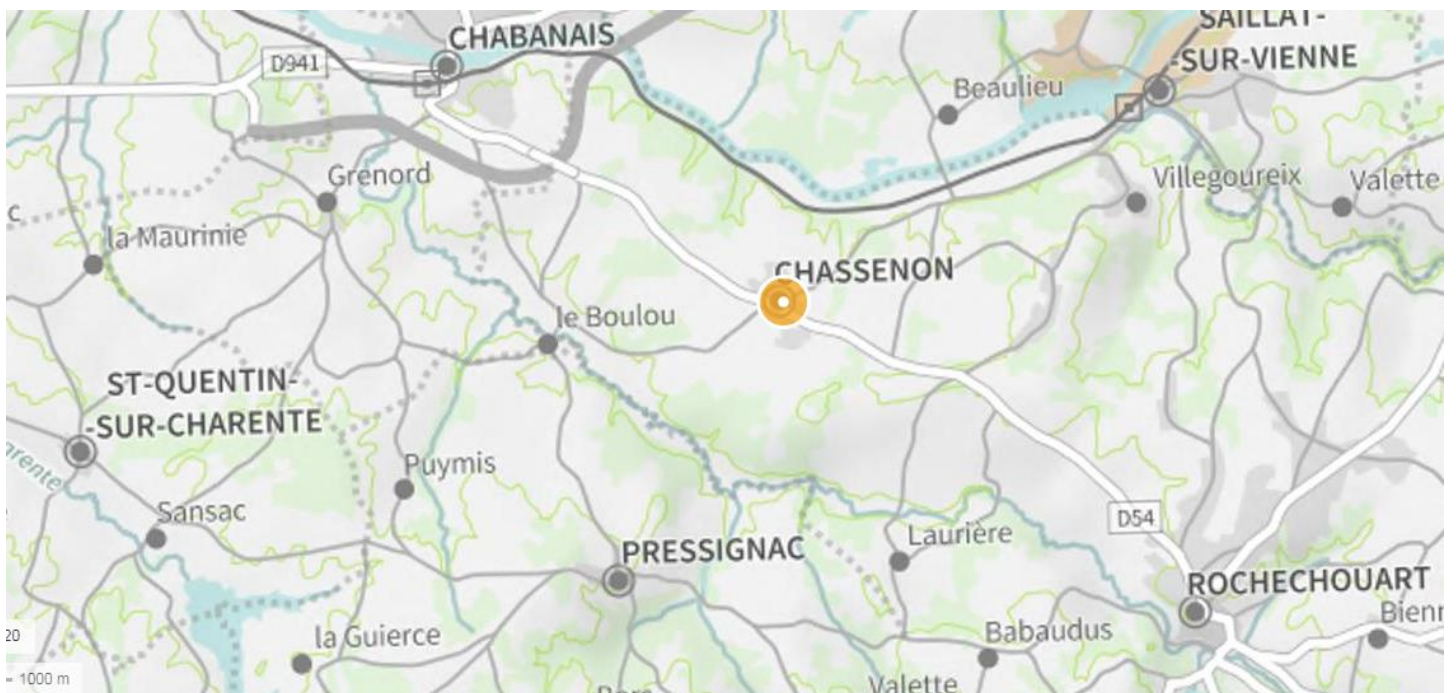 SAILLAT-
-SUR-VIENNE
CHABANAIS
D941
Beaulieu
Grenord
Villegoureix
Valette
la Maurinie
CHASSENON
le Boulou
ST-QUENTIN-
-SUR-CHARENTE
Puymis
Sansac
D54
Laurière
PRESSIGNAC
ROCHECHOUART
20
la Guierce
Babaudus
Bienn
1000 m
Valette